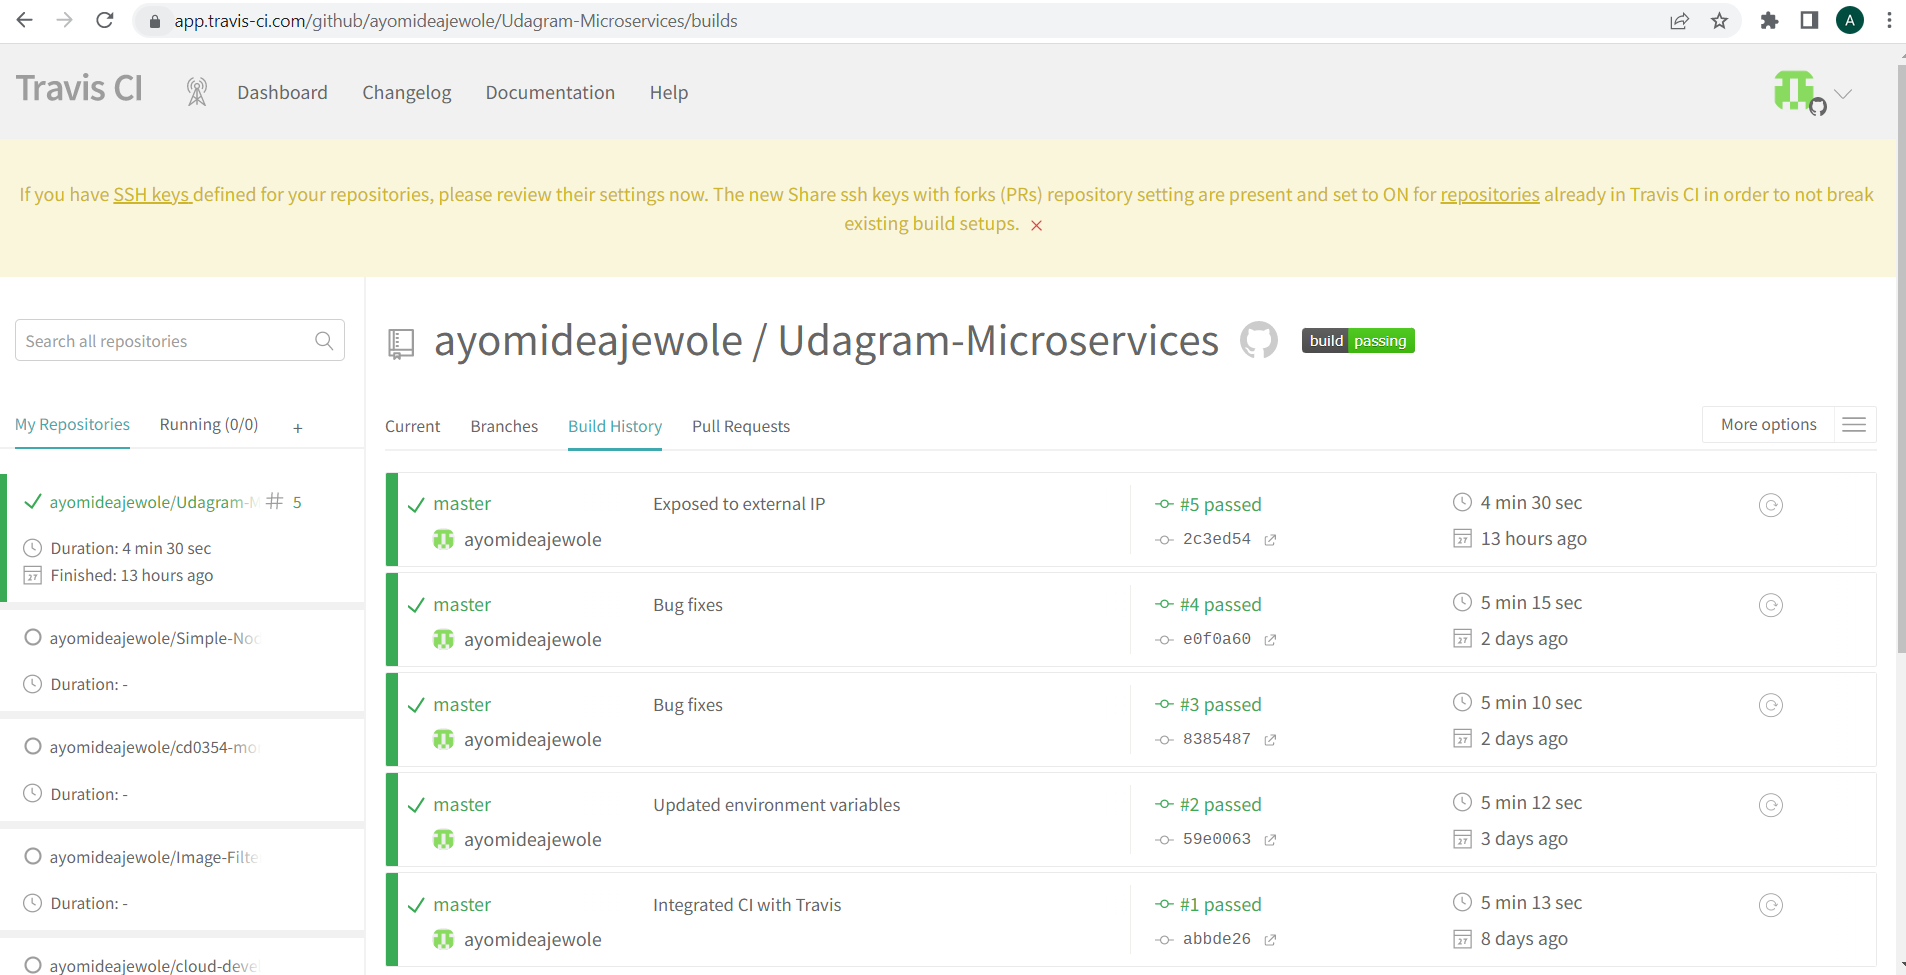 app.travis-ci.com/github/ayomideajewole/Udagram-Microservices/builds
A
Travis CI
Dashboard
Changelog
Documentation
Help
If you have SSH keys defined for your repositories, please review their settings now. The new Share ssh keys with forks (PRs) repository setting are present and set to ON for repositories already in Travis CI in order to not break
existing build setups.
Search all repositories
My Repositories
Running (0/0)
+
ayomideajewole/Udagram-M
# 5
Duration: 4 min 30 sec
Finished: 13 hours ago
ayomideajewole/Simple-Nod
Duration: -
ayomideajewole/cd0354-mo
Duration: -
ayomideajewole/Image-Filte
Duration: -
ayomideajewole/cloud-deve
ayomideajewole / Udagram-Microservices
build passing
Current
Branches
Build History
Pull Requests
More options
master
Exposed to external IP
#5 passed
4 min 30 sec
ayomideajewole
2c3ed54
27
13 hours ago
master
Bug fixes
#4 passed
5 min 15 sec
ayomideajewole
e0f0a60
27
2 days ago
master
Bug fixes
#3 passed
5 min 10 sec
ayomideajewole
8385487
27
2 days ago
master
Updated environment variables
#2 passed
5 min 12 sec
ayomideajewole
59e0063
27
3 days ago
master
Integrated CI with Travis
#1 passed
5 min 13 sec
ayomideajewole
abbde26
27
8 days ago